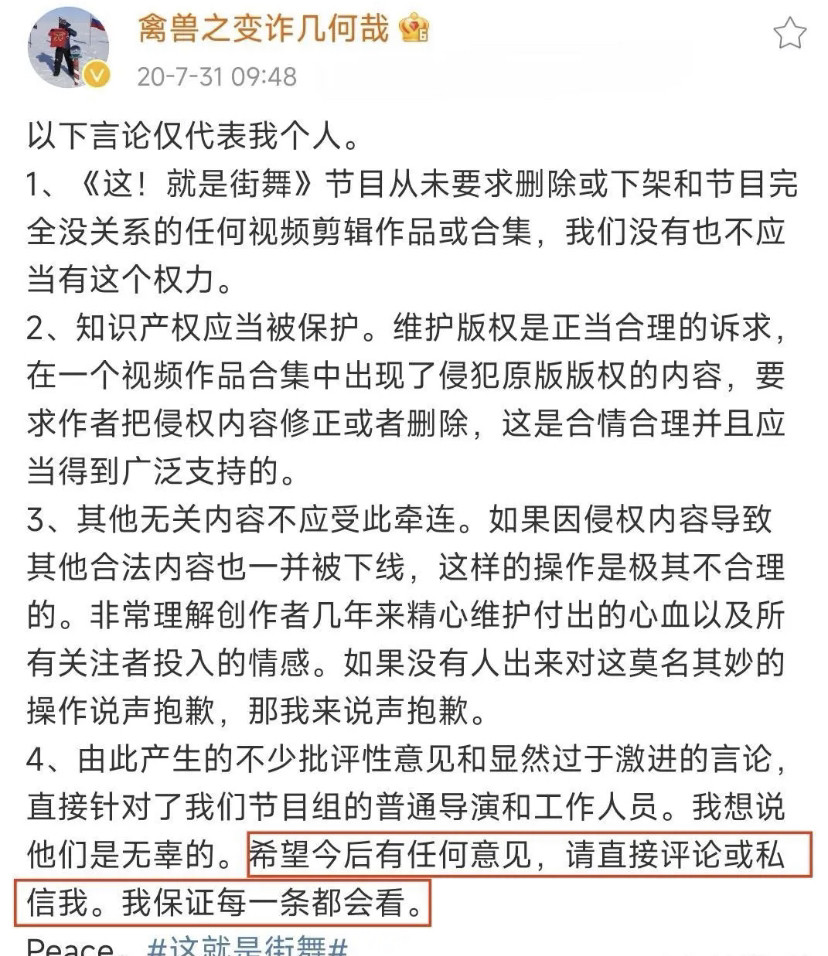 禽兽之变诈几何哉
20-7-31 09:48
以下言论仅代表我个人。
1、《这！就是街舞》节目从未要求删除或下架和节目完
全没关系的任何视频剪辑作品或合集，我们没有也不应
当有这个权力。
2、知识产权应当被保护。维护版权是正当合理的诉求，
在一个视频作品合集中出现了侵犯原版版权的内容，要
求作者把侵权内容修正或者删除，这是合情合理并且应
当得到广泛支持的。
3、其他无关内容不应受此牵连。如果因侵权内容导致
其他合法内容也一并被下线，这样的操作是极其不合理
的。非常理解创作者几年来精心维护付出的心血以及所
有关注者投入的情感。如果没有人出来对这莫名其妙的
操作说声抱歉，那我来说声抱歉。
4、由此产生的不少批评性意见和显然过于激进的言论，
直接针对了我们节目组的普通导演和工作人员。我想说
他们是无辜的。希望今后有任何意见，请直接评论或私
信我。我保证每一条都会看。
Peace. #这就是街舞#